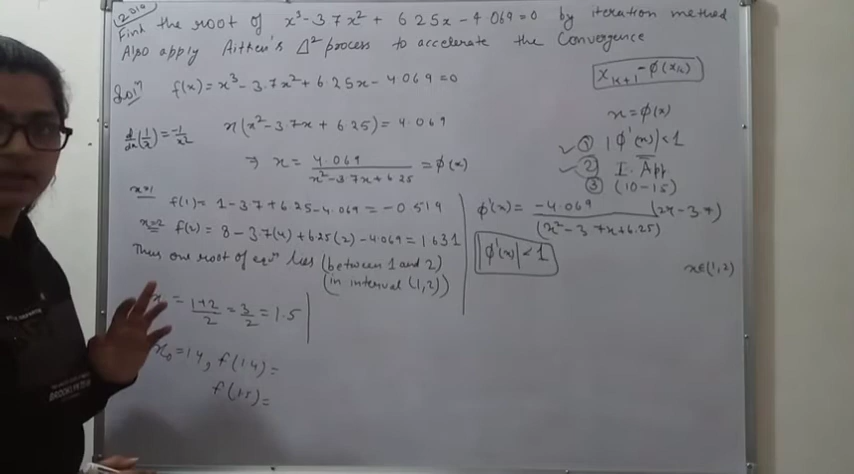 2010
Find the root of x³-3.7x²+6.25x-4.069=0 by iteration method
Also apply Aitken's Δ² process to accelerate the Convergence
Solⁿ f(x)=x³-3.7x²+6.25x-4.069=0
x_{k+1}-ϕ(x_k)
d/dx(1/x)=-1/x²
x(x²-3.7x+6.25)=4.069
⇒ x= 4.069/(x²-3.7x+6.25) =ϕ(x)
x=ϕ(x)
① |ϕ'(x)|<1
② I. App
③ (10-15)
x=1 f(1)=1-3.7+6.25-4.069=-0.519
x=2 f(2)=8-3.7(4)+6.25(2)-4.069=1.631
Thus one root of eqⁿ lies (between 1 and 2)
(in interval (1,2))
= 1+2/2 = 3/2 = 1.5
x₀=1.4, f(1.4)=
f(1.5)=
ϕ'(x)= -4.069/(x²-3.7x+6.25) (2x-3.7)
|ϕ'(x)|<1
x∈(1,2)